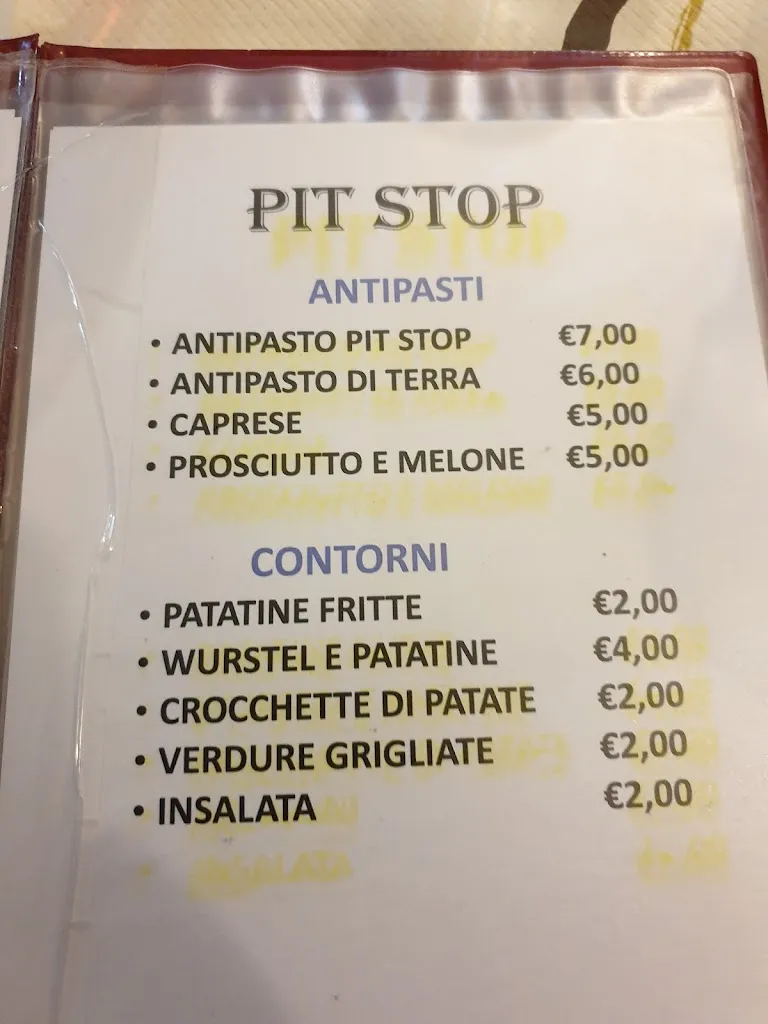 PIT STOP
ANTIPASTI
• ANTIPASTO PIT STOP €7,00
• ANTIPASTO DI TERRA €6,00
• CAPRESE €5,00
• PROSCIUTTO E MELONE €5,00
CONTORNI
• PATATINE FRITTE €2,00
• WURSTEL E PATATINE €4,00
• CROCCHETTE DI PATATE €2,00
• VERDURE GRIGLIATE €2,00
• INSALATA €2,00